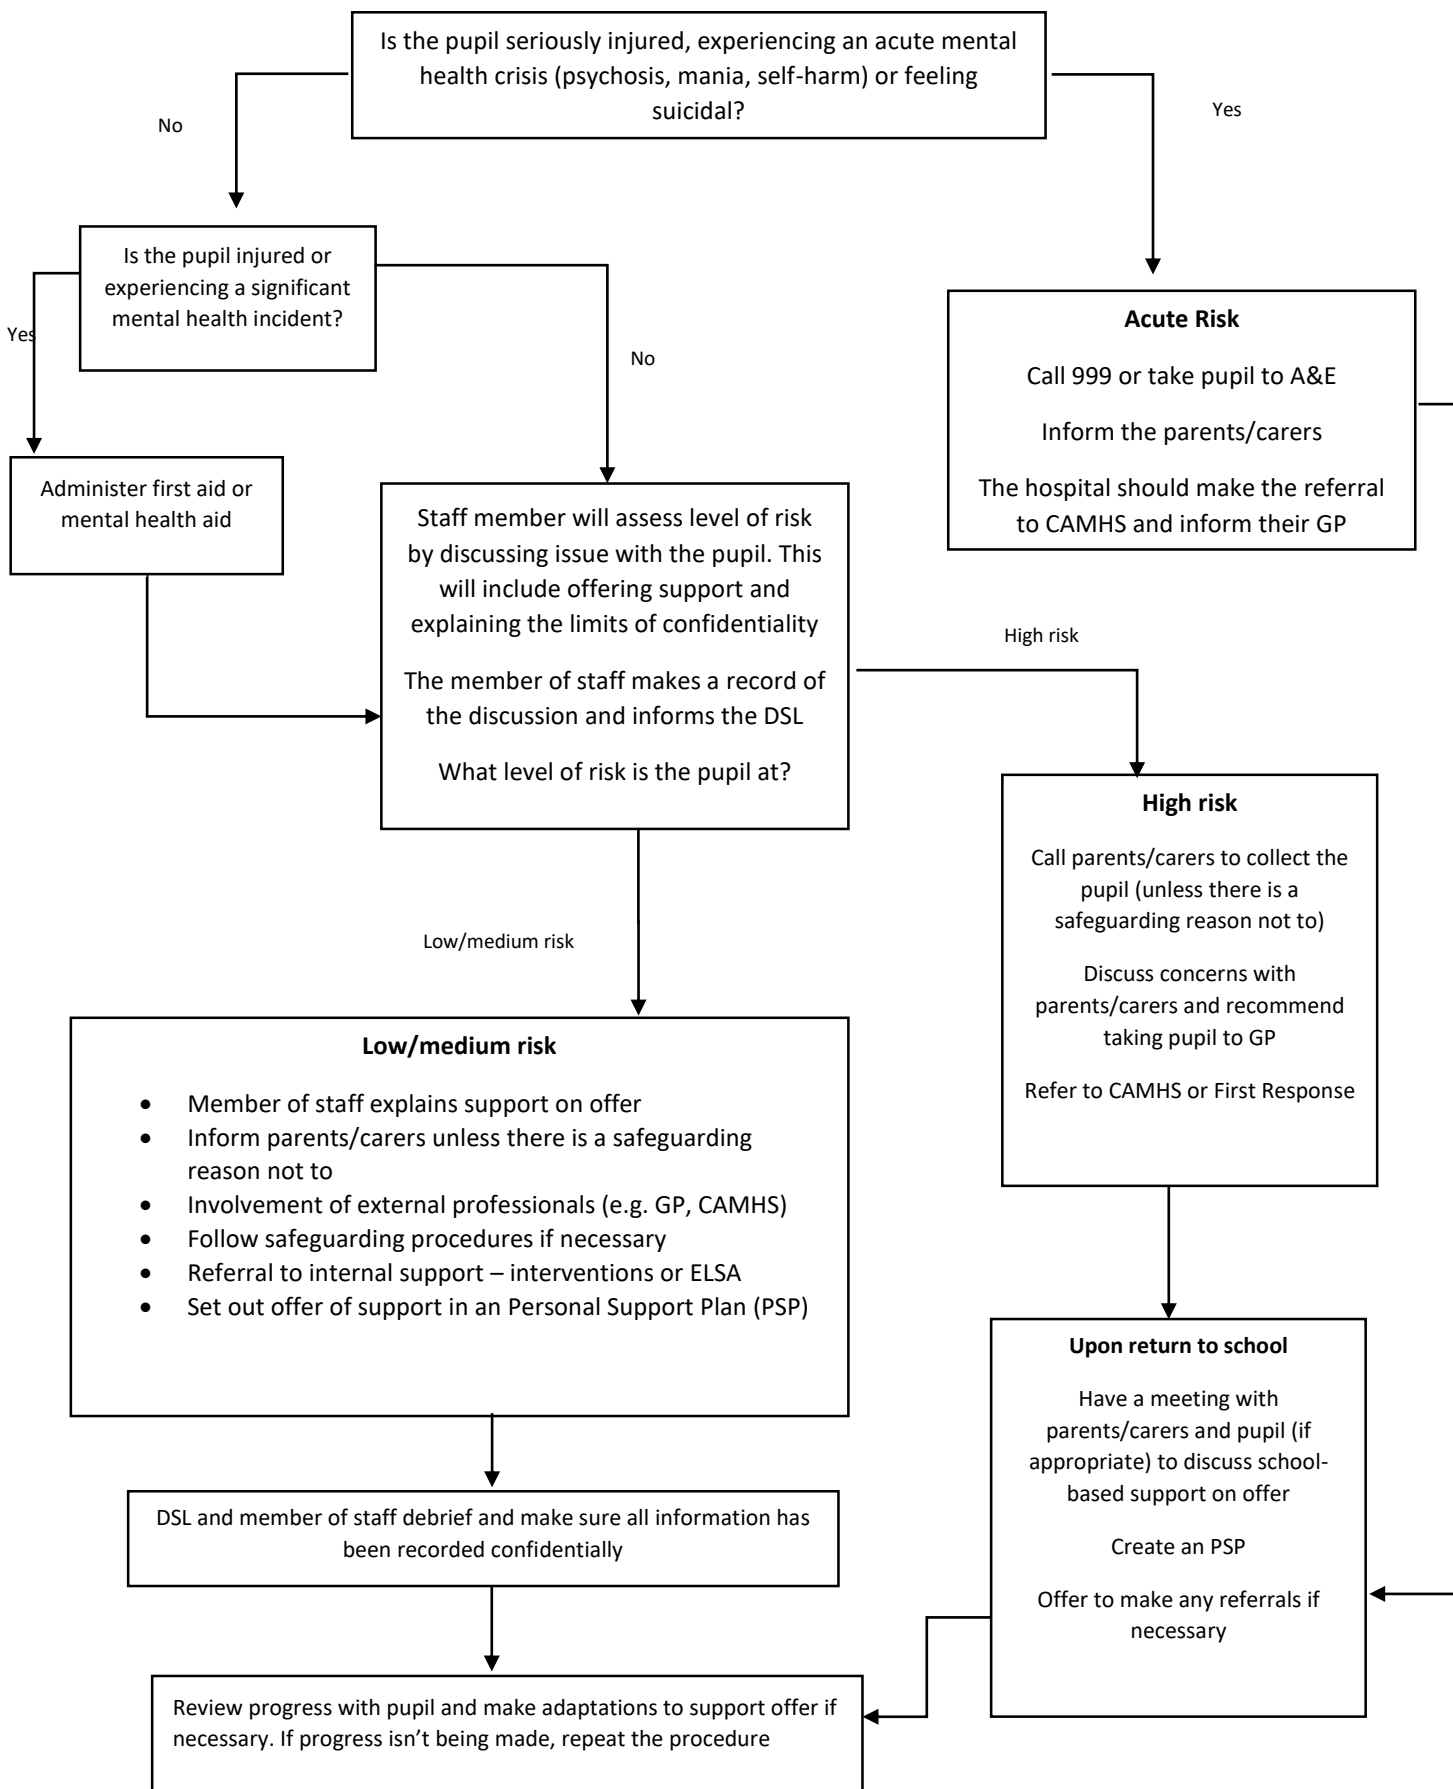 Is the pupil seriously injured, experiencing an acute mental
health crisis (psychosis, mania, self-harm) or feeling
suicidal?
No
Yes
Is the pupil injured or
experiencing a significant
mental health incident?
Yes
No
Acute Risk
Call 999 or take pupil to A&E
Inform the parents/carers
The hospital should make the referral
to CAMHS and inform their GP
Administer first aid or
mental health aid
Staff member will assess level of risk
by discussing issue with the pupil. This
will include offering support and
explaining the limits of confidentiality
The member of staff makes a record of
the discussion and informs the DSL
What level of risk is the pupil at?
High risk
High risk
Call parents/carers to collect the
pupil (unless there is a
safeguarding reason not to)
Discuss concerns with
parents/carers and recommend
taking pupil to GP
Refer to CAMHS or First Response
Low/medium risk
Low/medium risk
• Member of staff explains support on offer
• Inform parents/carers unless there is a safeguarding
reason not to
• Involvement of external professionals (e.g. GP, CAMHS)
• Follow safeguarding procedures if necessary
• Referral to internal support – interventions or ELSA
• Set out offer of support in an Personal Support Plan (PSP)
Upon return to school
Have a meeting with
parents/carers and pupil (if
appropriate) to discuss school-
based support on offer
Create an PSP
Offer to make any referrals if
necessary
DSL and member of staff debrief and make sure all information has
been recorded confidentially
Review progress with pupil and make adaptations to support offer if
necessary. If progress isn’t being made, repeat the procedure